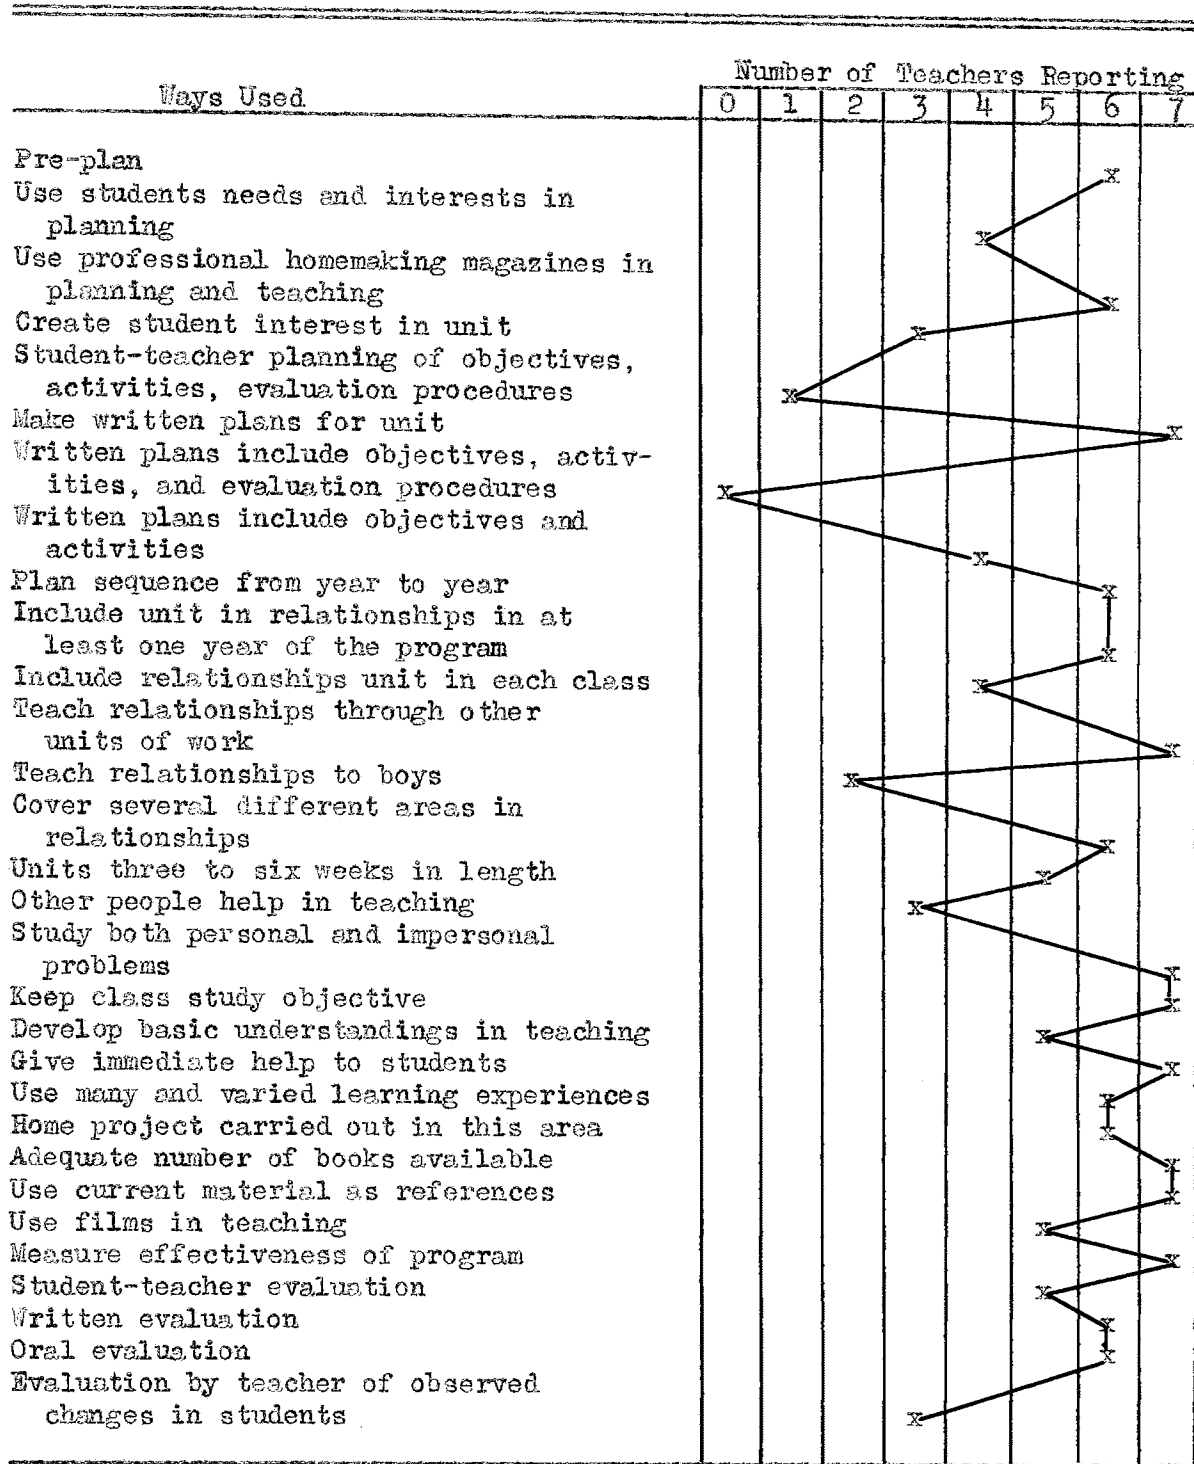 Number of Teachers Reporting
Ways Used
0 1 2 3 4 5 6 7
Pre-plan
x
Use students needs and interests in
planning
x
Use professional homemaking magazines in
planning and teaching
x
Create student interest in unit
x
Student-teacher planning of objectives,
activities, evaluation procedures
x
Make written plans for unit
x
Written plans include objectives, activ-
ities, and evaluation procedures
x
Written plans include objectives and
activities
x
Plan sequence from year to year
x
Include unit in relationships in at
least one year of the program
x
Include relationships unit in each class
x
Teach relationships through other
units of work
x
Teach relationships to boys
x
Cover several different areas in
relationships
x
Units three to six weeks in length
x
Other people help in teaching
x
Study both personal and impersonal
problems
x
Keep class study objective
x
Develop basic understandings in teaching
x
Give immediate help to students
x
Use many and varied learning experiences
x
Home project carried out in this area
x
Adequate number of books available
x
Use current material as references
x
Use films in teaching
x
Measure effectiveness of program
x
Student-teacher evaluation
x
Written evaluation
x
Oral evaluation
x
Evaluation by teacher of observed
changes in students
x